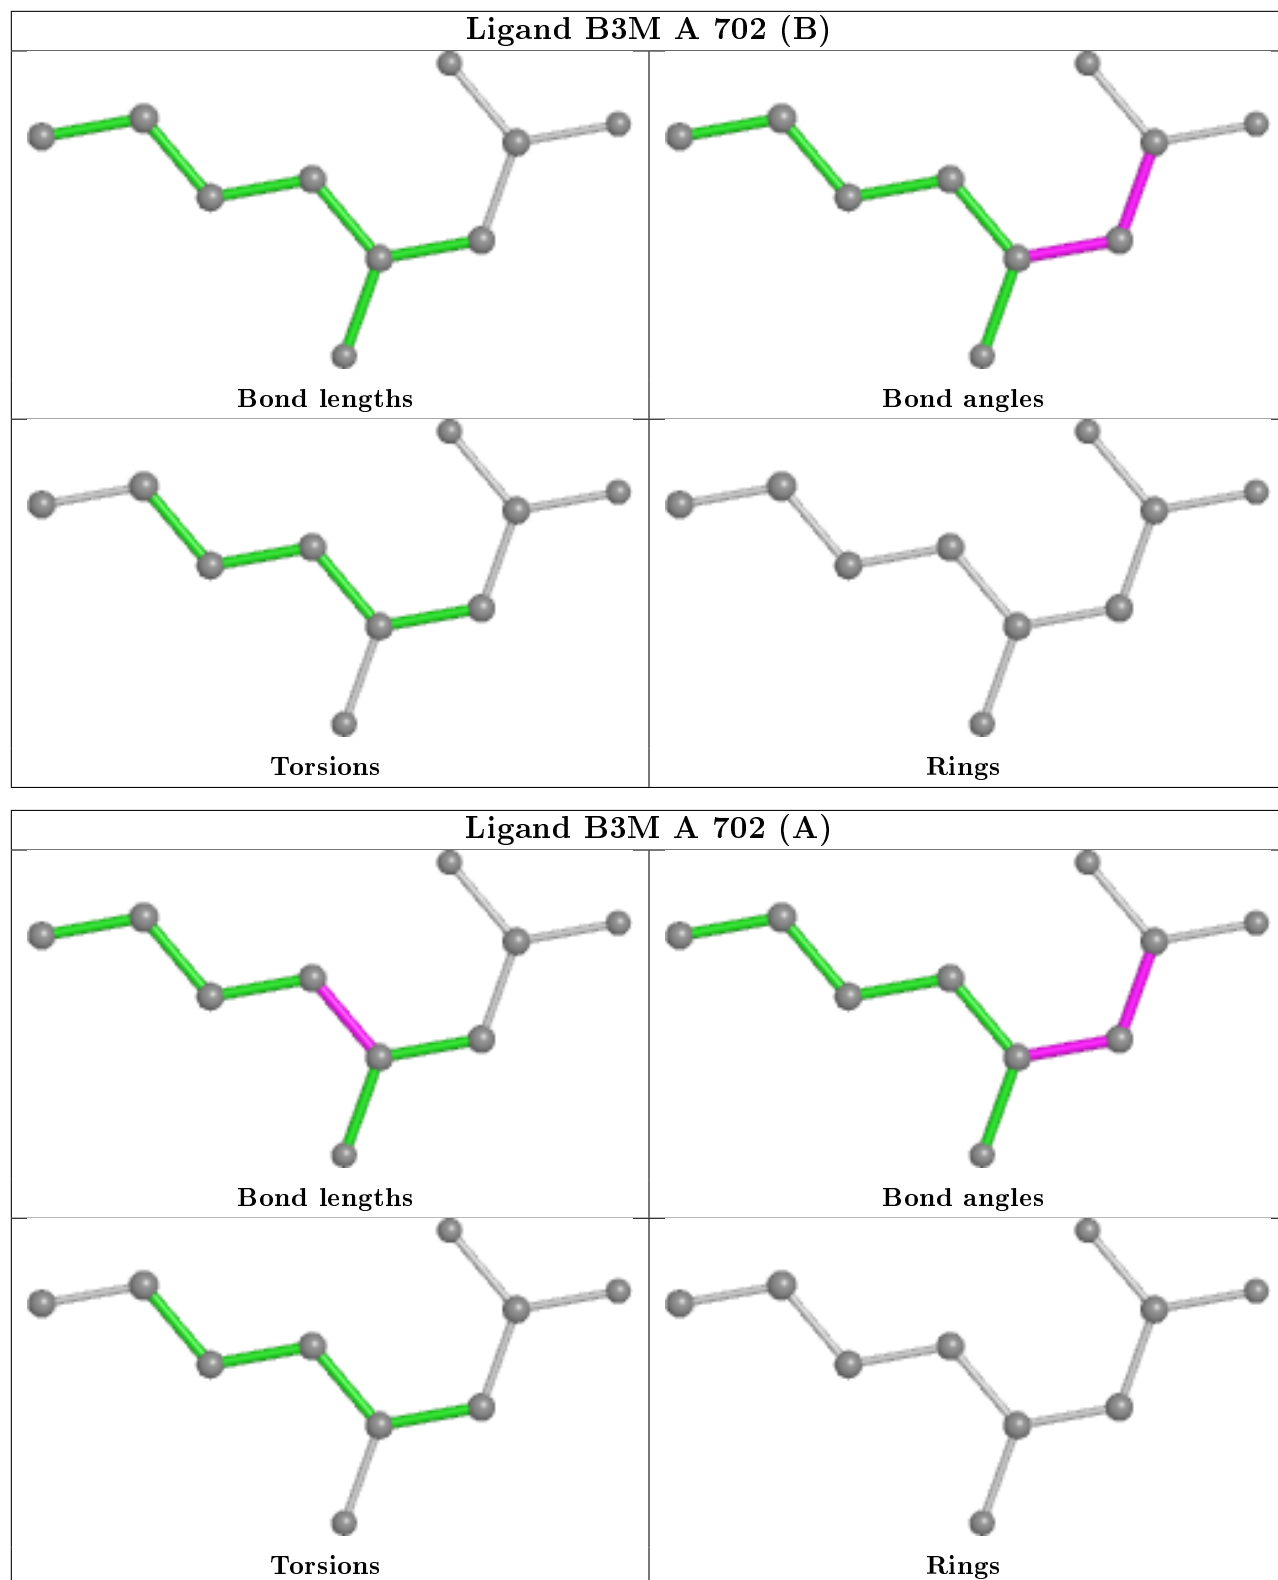 Ligand B3M A 702 (B)
Bond lengths
Bond angles
Torsions
Rings
Ligand B3M A 702 (A)
Bond lengths
Bond angles
Torsions
Rings